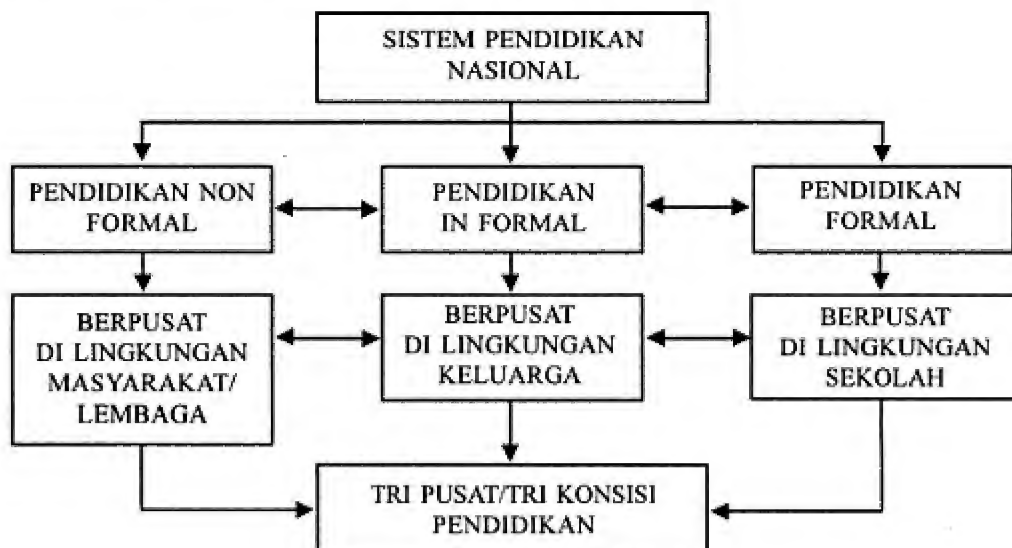 SISTEM PENDIDIKAN
NASIONAL
PENDIDIKAN NON
FORMAL
PENDIDIKAN
IN FORMAL
PENDIDIKAN
FORMAL
BERPUSAT
DI LINGKUNGAN
MASYARAKAT/
LEMBAGA
BERPUSAT
DI LINGKUNGAN
KELUARGA
BERPUSAT
DI LINGKUNGAN
SEKOLAH
TRI PUSAT/TRI KONSISI
PENDIDIKAN